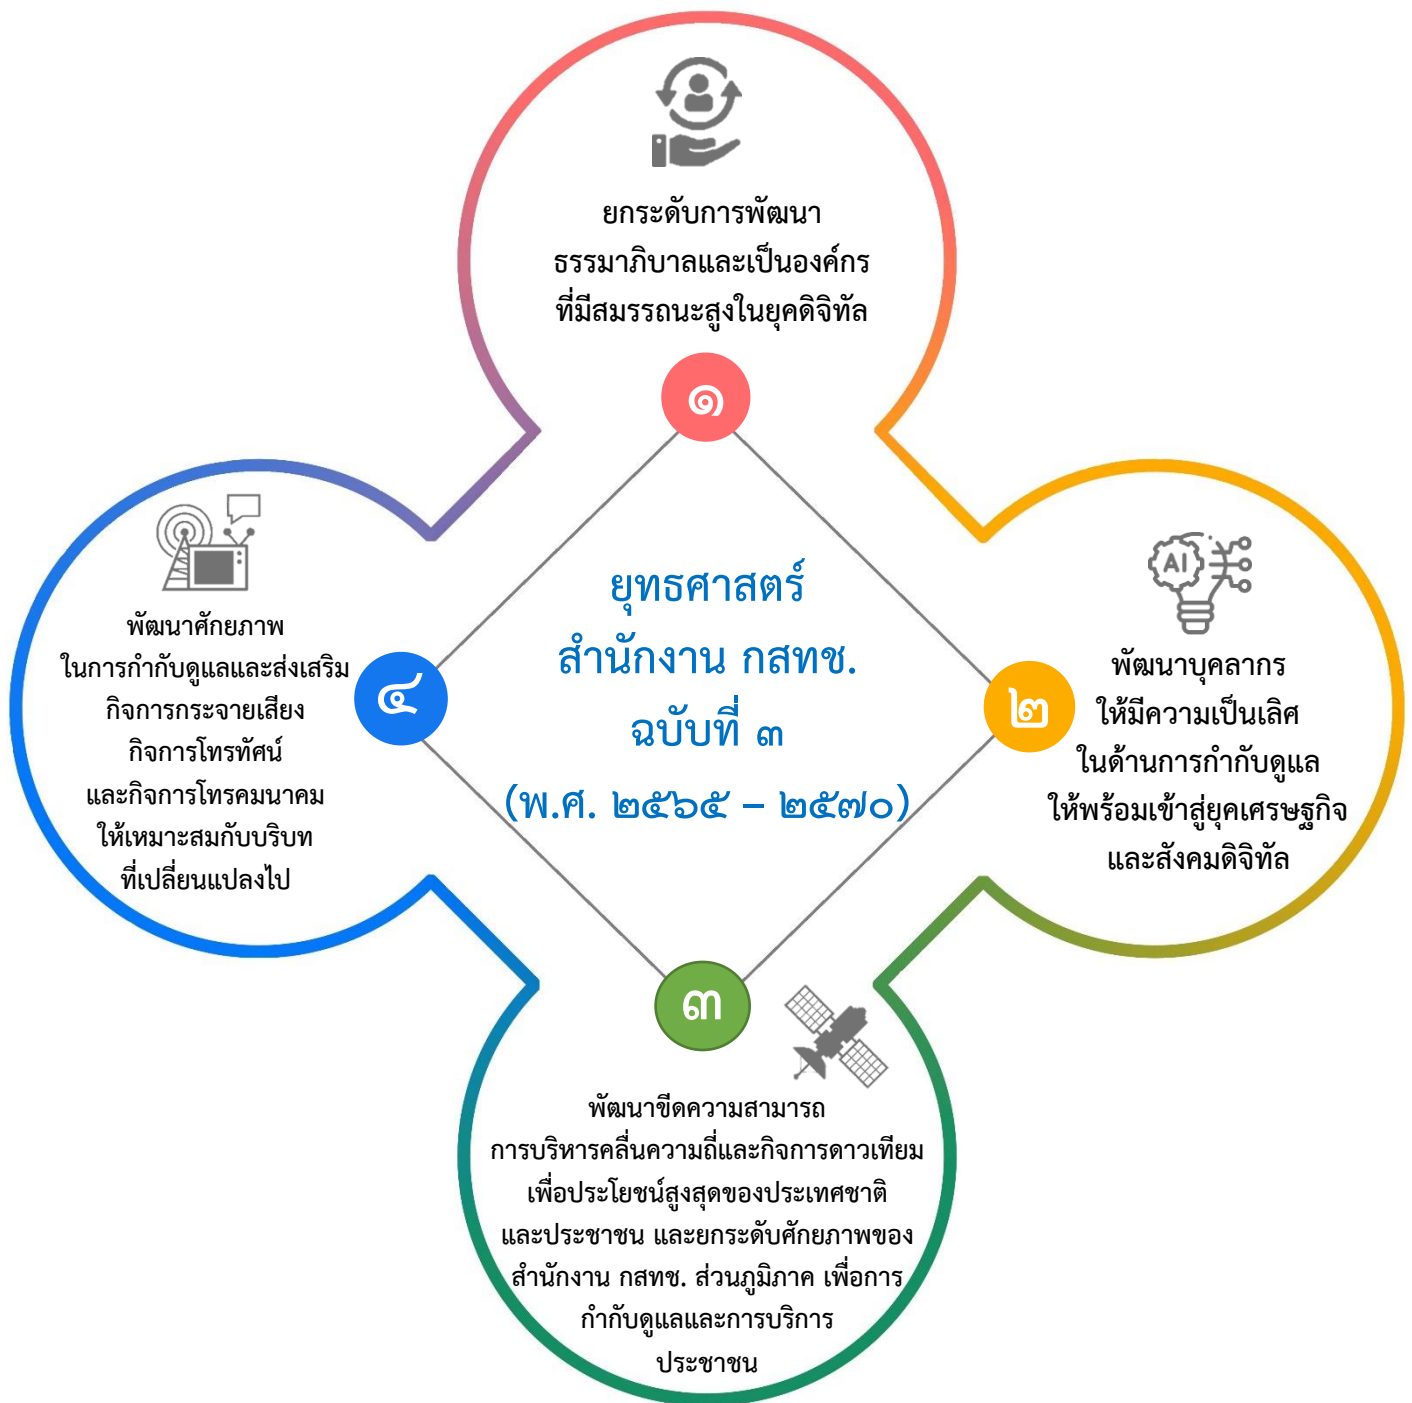 ยกระดับการพัฒนา
ธรรมาภิบาลและเป็นองค์กร
ที่มีสมรรถนะสูงในยุคดิจิทัล
๑
ยุทธศาสตร์
สำนักงาน กสทช.
ฉบับที่ ๓
(พ.ศ. ๒๕๖๕ – ๒๕๗๐)
AI
๒
พัฒนาบุคลากร
ให้มีความเป็นเลิศ
ในด้านการกำกับดูแล
ให้พร้อมเข้าสู่ยุคเศรษฐกิจ
และสังคมดิจิทัล
๓
พัฒนาขีดความสามารถ
การบริหารคลื่นความถี่และกิจการดาวเทียม
เพื่อประโยชน์สูงสุดของประเทศชาติ
และประชาชน และยกระดับศักยภาพของ
สำนักงาน กสทช. ส่วนภูมิภาค เพื่อการ
กำกับดูแลและการบริการ
ประชาชน
๔
พัฒนาศักยภาพ
ในการกำกับดูแลและส่งเสริม
กิจการกระจายเสียง
กิจการโทรทัศน์
และกิจการโทรคมนาคม
ให้เหมาะสมกับบริบท
ที่เปลี่ยนแปลงไป